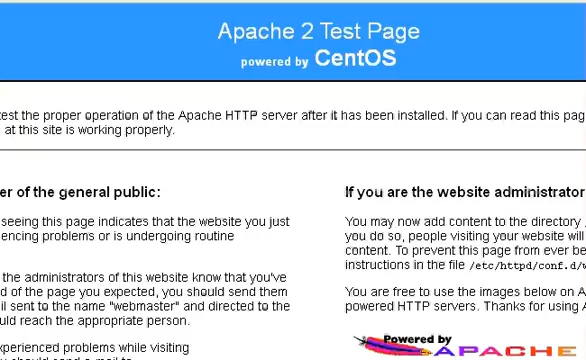 Apache 2 Test Page
powered by CentOS
test the proper operation of the Apache HTTP server after it has been installed. If you can read this pag
at this site is working properly.
er of the general public:
seeing this page indicates that the website you just
encing problems or is undergoing routine
the administrators of this website know that you've
d of the page you expected, you should send them
il sent to the name "webmaster" and directed to the
uld reach the appropriate person.
xperienced problems while visiting
If you are the website administrator
You may now add content to the directory
you do so, people visiting your website will
content. To prevent this page from ever be
instructions in the file /etc/httpd/conf.d/w
You are free to use the images below on A
powered HTTP servers. Thanks for using A
Powered by
APACHE